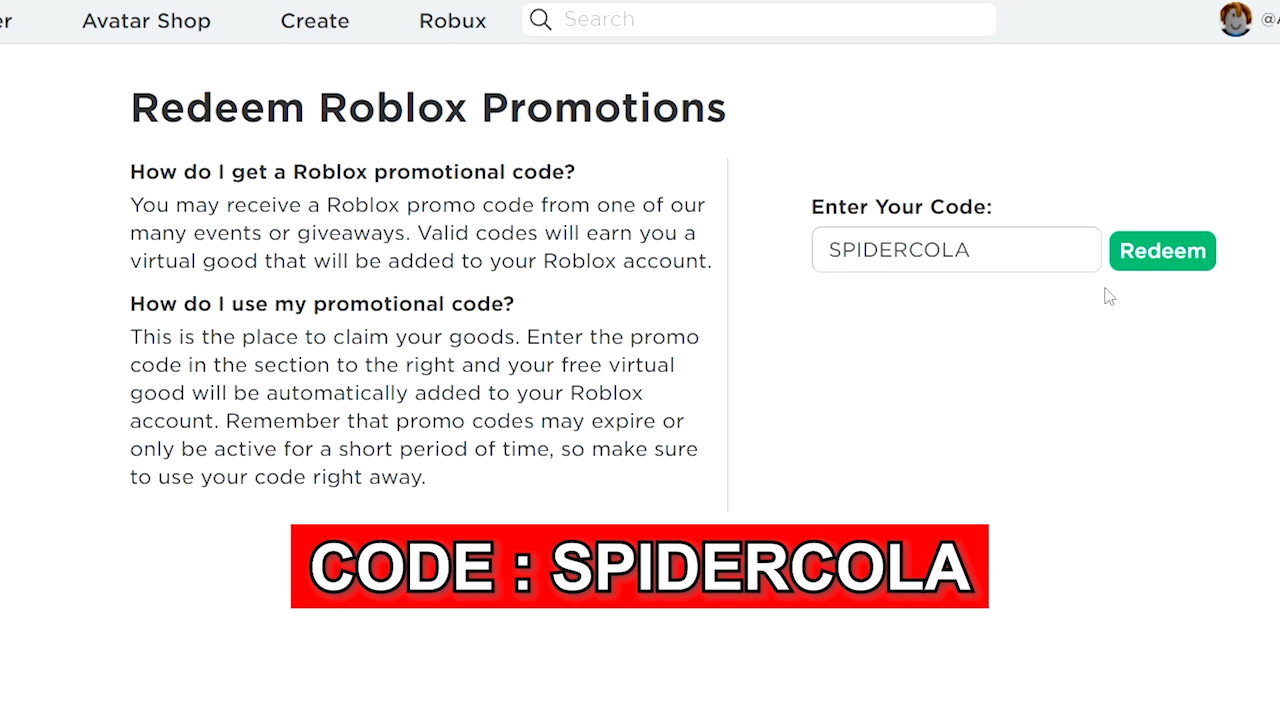 er Avatar Shop Create Robux Search @A
Redeem Roblox Promotions
How do I get a Roblox promotional code?
You may receive a Roblox promo code from one of our
many events or giveaways. Valid codes will earn you a
virtual good that will be added to your Roblox account.
How do I use my promotional code?
This is the place to claim your goods. Enter the promo
code in the section to the right and your free virtual
good will be automatically added to your Roblox
account. Remember that promo codes may expire or
only be active for a short period of time, so make sure
to use your code right away.
Enter Your Code:
SPIDERCOLA Redeem
CODE : SPIDERCOLA